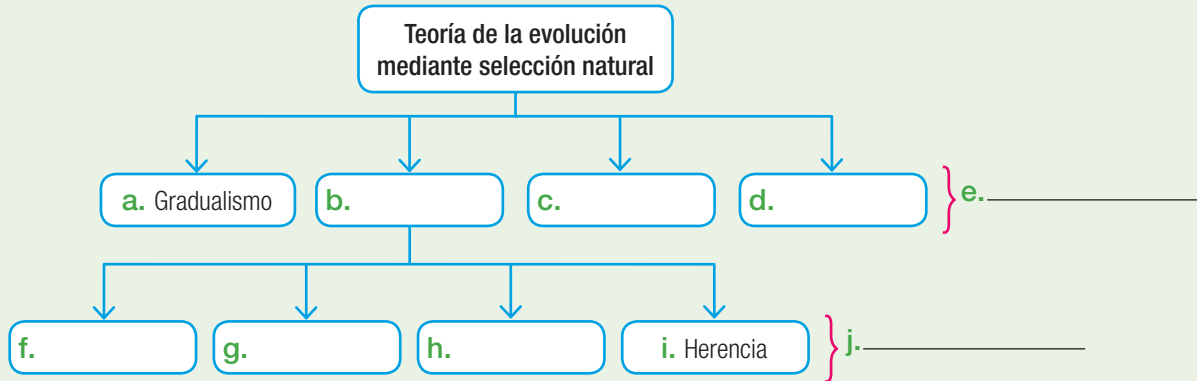 Teoría de la evolución
mediante selección natural
a. Gradualismo
b.
c.
d.
e.
f.
g.
h.
i. Herencia
j.